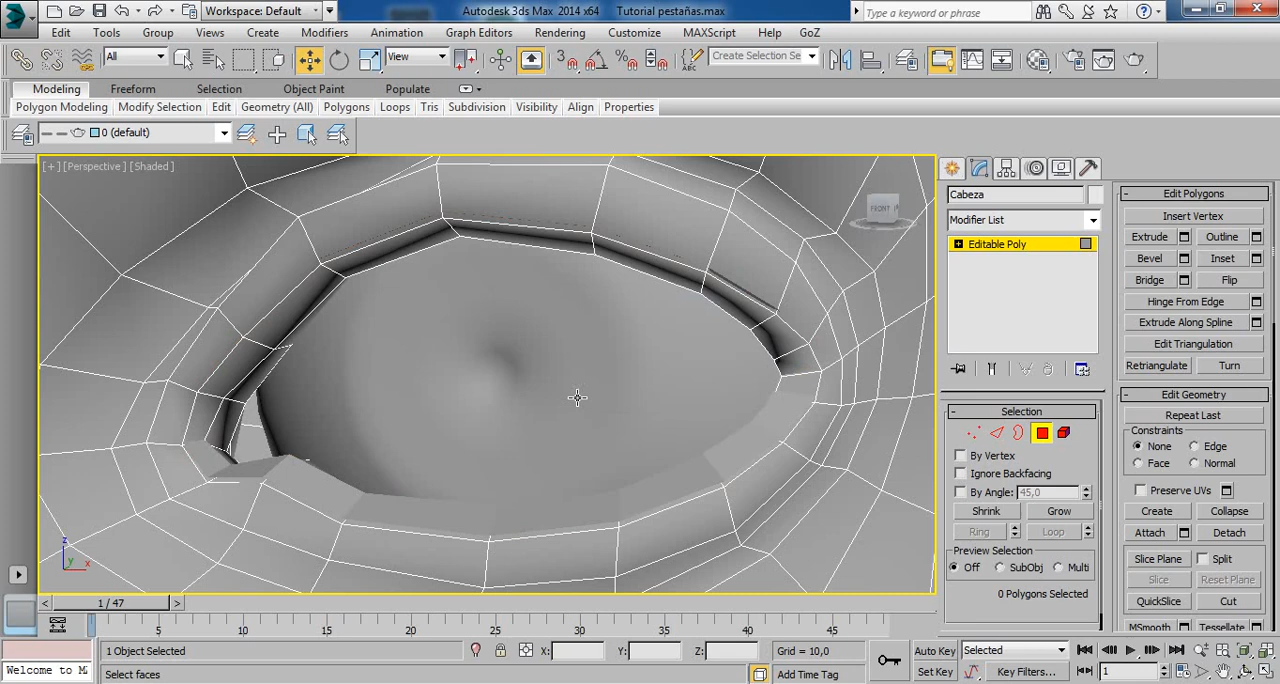 Workspace: Default
Autodesk 3ds Max 2014 x64 Tutorial pestañas.max
Type a keyword or phrase
Edit Tools Group Views Create Modifiers Animation Graph Editors Rendering Customize MAXScript Help GoZ
All View 3 Create Selection Se
Modeling Freeform Selection Object Paint Populate
Polygon Modeling Modify Selection Edit Geometry (All) Polygons Loops Tris Subdivision Visibility Align Properties
0 (default)
[+] [Perspective] [Shaded]
FRONT
z
y x
Cabeza
Modifier List
Editable Poly
Selection
By Vertex
Ignore Backfacing
By Angle: 45,0
Shrink Grow
Ring Loop
Preview Selection
Off SubObj Multi
0 Polygons Selected
Edit Polygons
Insert Vertex
Extrude Outline
Bevel Inset
Bridge Flip
Hinge From Edge
Extrude Along Spline
Edit Triangulation
Retriangulate Turn
Edit Geometry
Repeat Last
Constraints
None Edge
Face Normal
Preserve UVs
Create Collapse
Attach Detach
Slice Plane Split
Slice Reset Plane
QuickSlice Cut
MSmooth Tessellate
< 1 / 47 >
5 10 15 20 25 30 35 40 45
1 Object Selected X: Y: Z: Grid = 10,0 Auto Key Selected
Welcome to M Select faces Add Time Tag Set Key Key Filters... 1